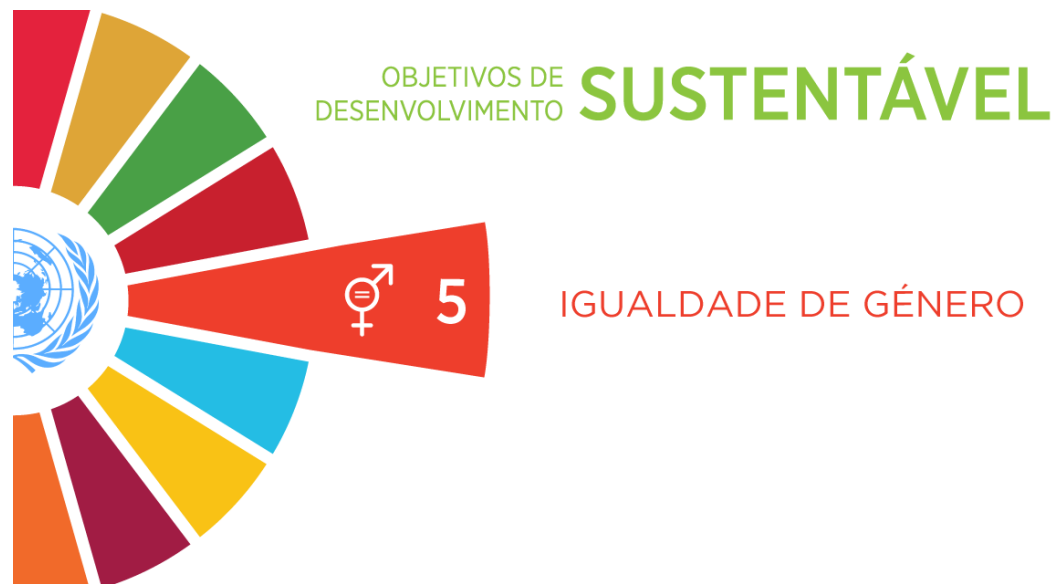 OBJETIVOS DE
DESENVOLVIMENTO SUSTENTÁVEL
5
IGUALDADE DE GÉNERO